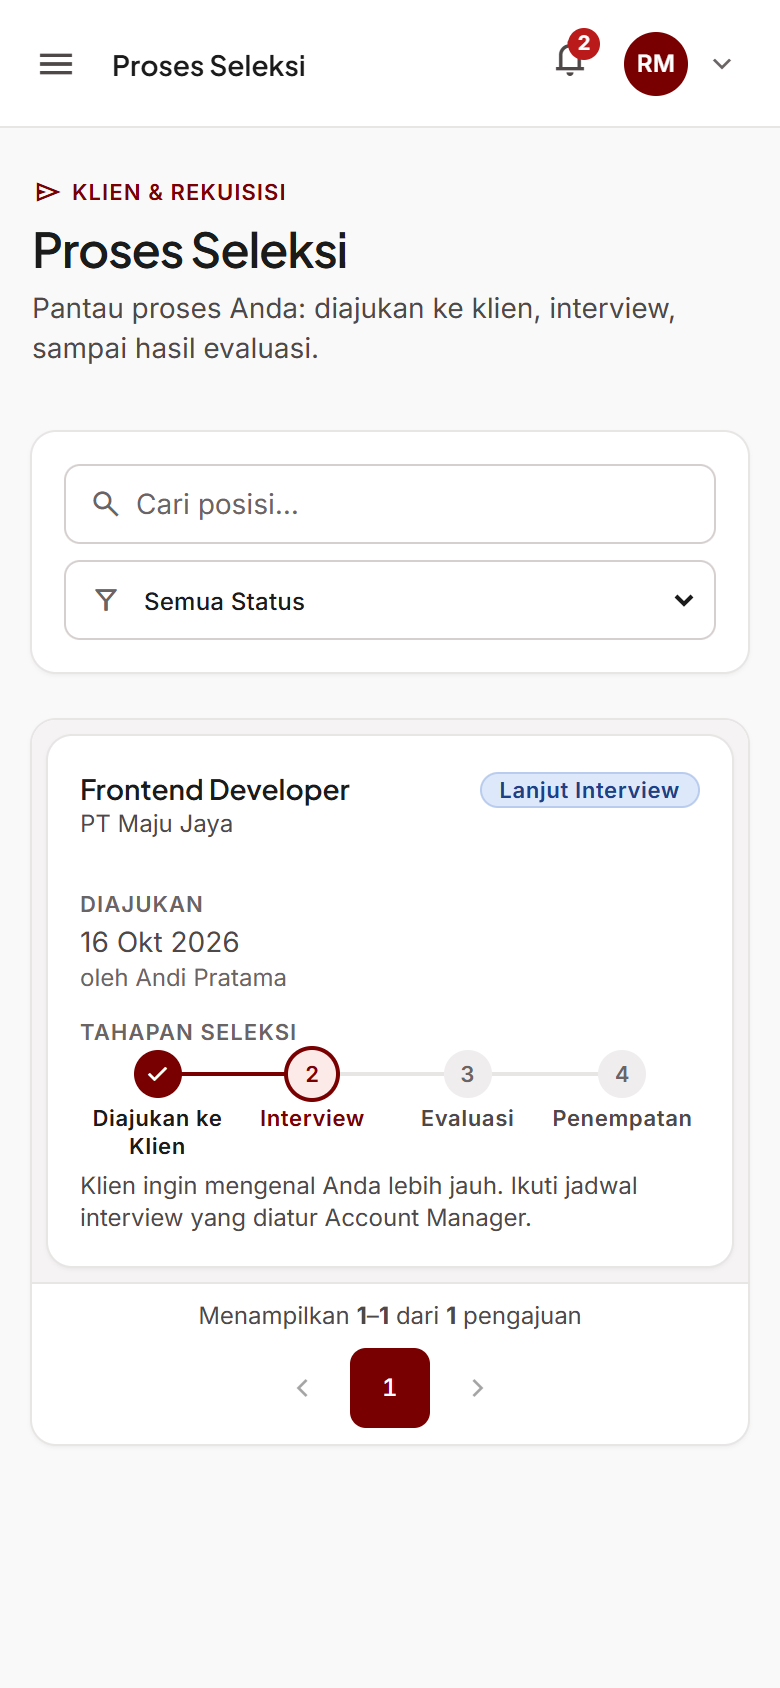 Proses Seleksi
2
RM
KLIEN & REKUISISI
Proses Seleksi
Pantau proses Anda: diajukan ke klien, interview,
sampai hasil evaluasi.
Cari posisi...
Semua Status
Frontend Developer
Lanjut Interview
PT Maju Jaya
DIAJUKAN
16 Okt 2026
oleh Andi Pratama
TAHAPAN SELEKSI
2
3
4
Diajukan ke
Klien
Interview
Evaluasi
Penempatan
Klien ingin mengenal Anda lebih jauh. Ikuti jadwal
interview yang diatur Account Manager.
Menampilkan 1–1 dari 1 pengajuan
1